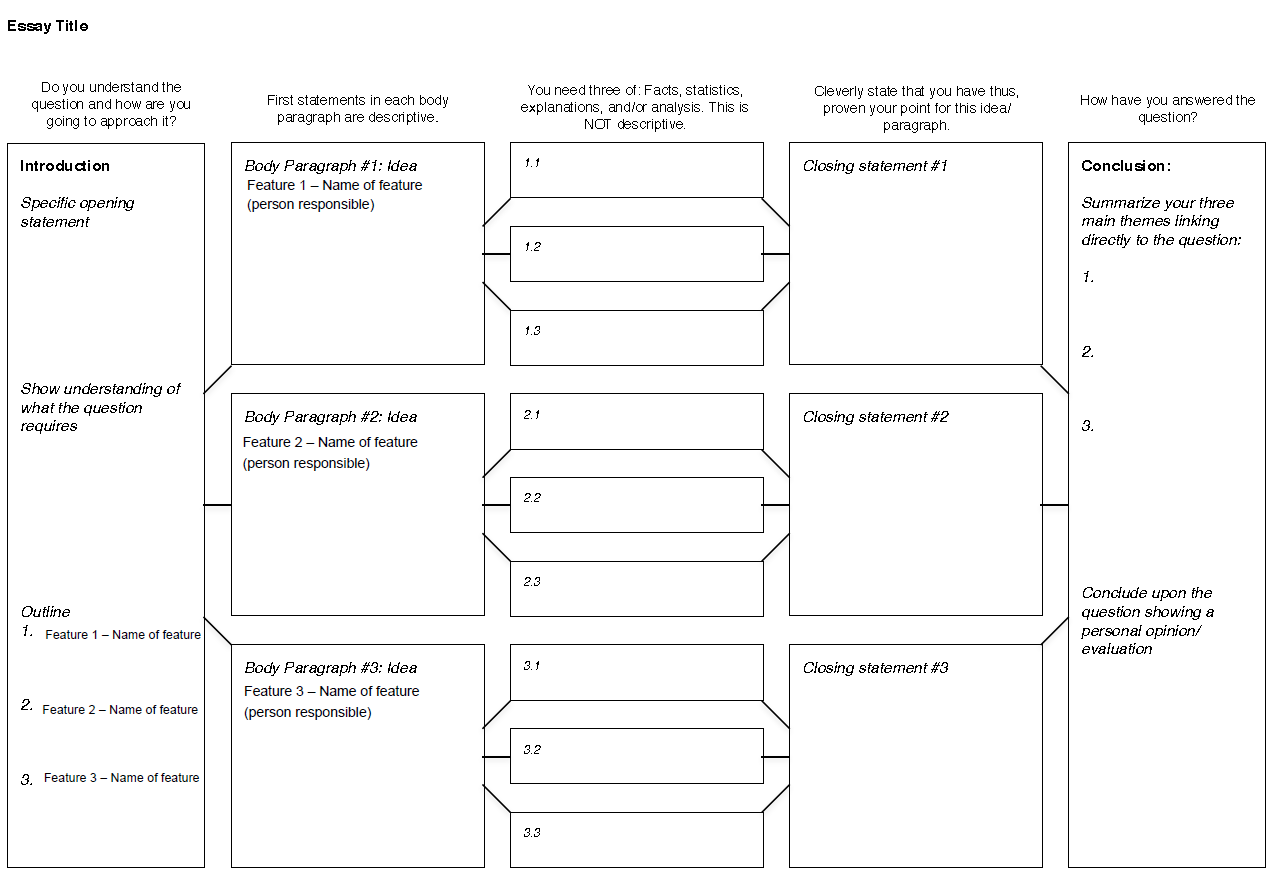 Essay Title
Do you understand the
question and how are you
going to approach it?
First statements in each body
paragraph are descriptive.
You need three of: Facts, statistics,
explanations, and/or analysis. This is
NOT descriptive.
Cleverly state that you have thus,
proven your point for this idea/
paragraph.
How have you answered the
question?
Introduction
Specific opening
statement
Show understanding of
what the question
requires
Outline
1. Feature 1 – Name of feature
2. Feature 2 – Name of feature
3. Feature 3 – Name of feature
Body Paragraph #1: Idea
Feature 1 – Name of feature
(person responsible)
1.1
1.2
1.3
Closing statement #1
Body Paragraph #2: Idea
Feature 2 – Name of feature
(person responsible)
2.1
2.2
2.3
Closing statement #2
Body Paragraph #3: Idea
Feature 3 – Name of feature
(person responsible)
3.1
3.2
3.3
Closing statement #3
Conclusion:
Summarize your three
main themes linking
directly to the question:
1.
2.
3.
Conclude upon the
question showing a
personal opinion/
evaluation